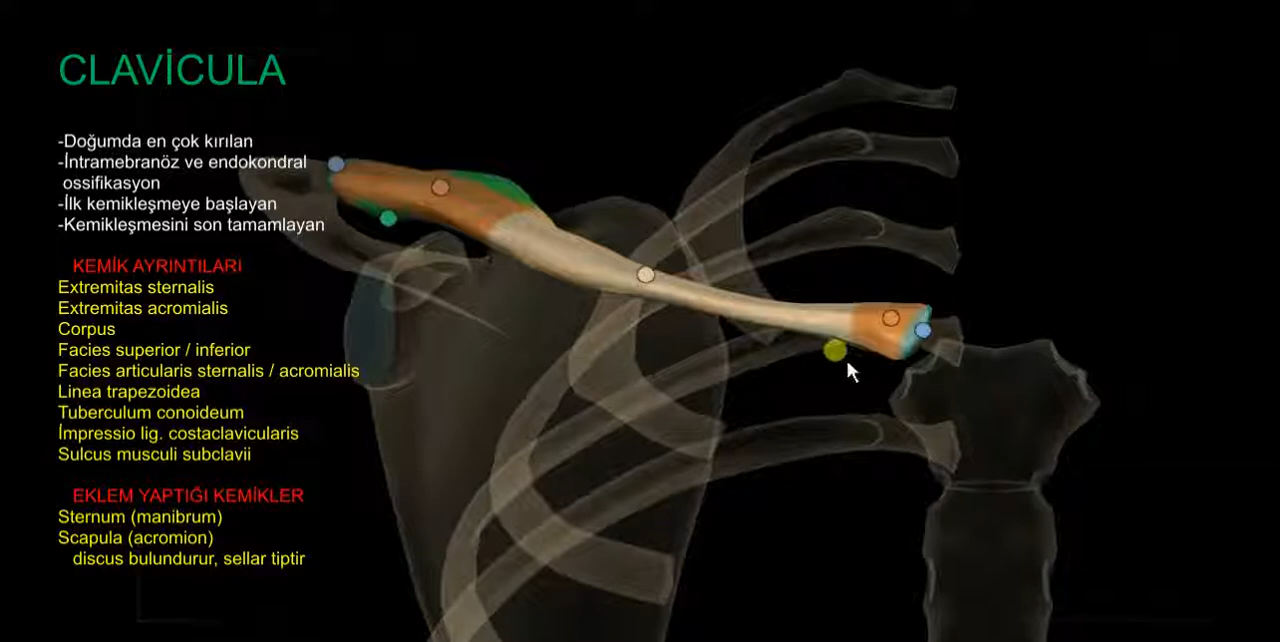 CLAVİCULA
-Doğumda en çok kırılan
-İntramebranöz ve endokondral
ossifikasyon
-İlk kemikleşmeye başlayan
-Kemikleşmesini son tamamlayan
KEMİK AYRINTILARI
Extremitas sternalis
Extremitas acromialis
Corpus
Facies superior / inferior
Facies articularis sternalis / acromialis
Linea trapezoidea
Tuberculum conoideum
İmpressio lig. costaclavicularis
Sulcus musculi subclavii
EKLEM YAPTIĞI KEMİKLER
Sternum (manibrum)
Scapula (acromion)
discus bulundurur, sellar tiptir